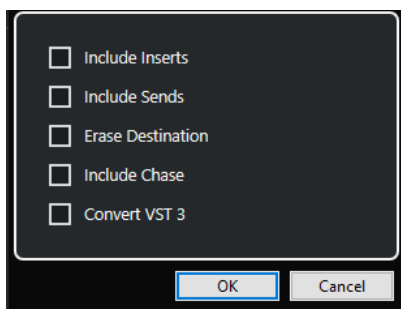 Include Inserts
Include Sends
Erase Destination
Include Chase
Convert VST 3
OK Cancel